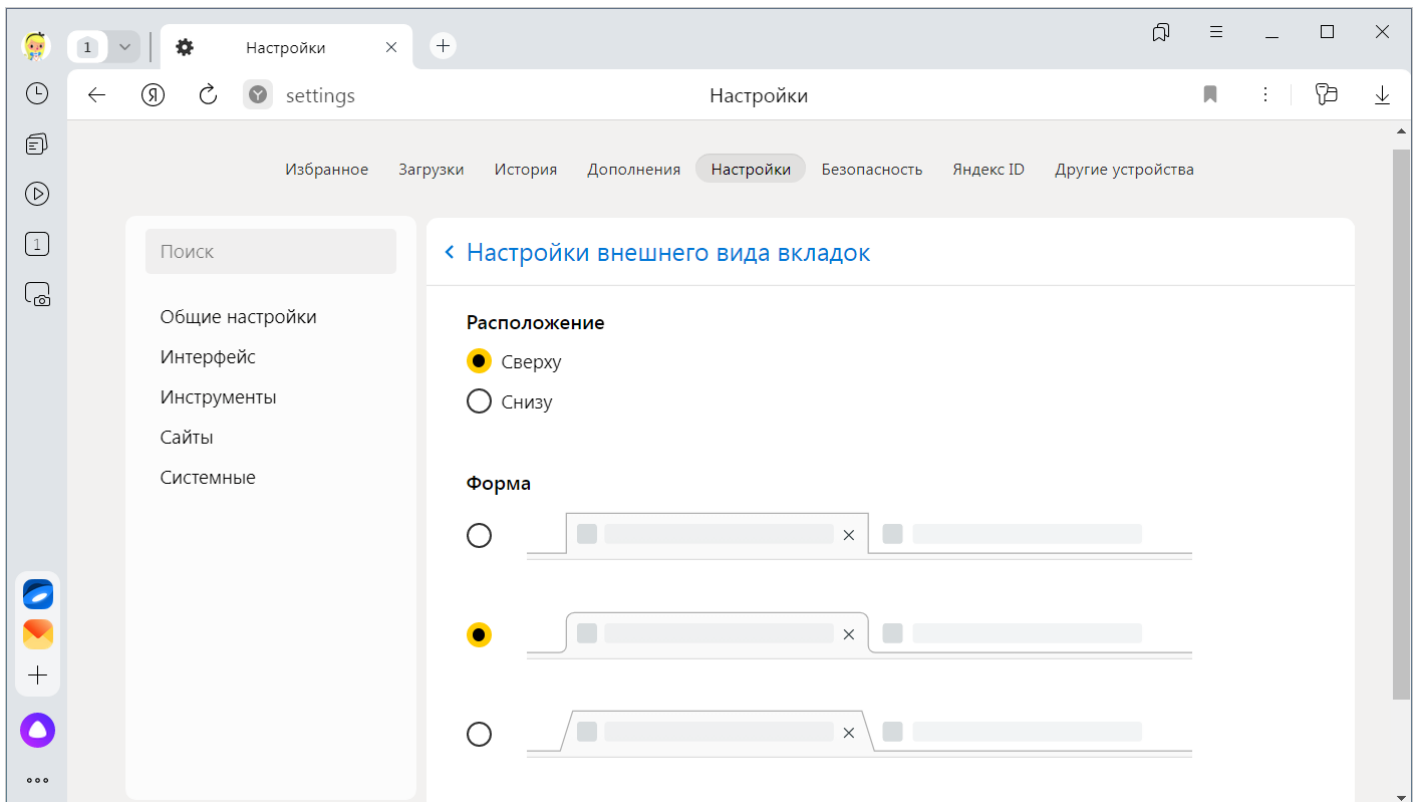 1
Настройки
Я
settings
Настройки
Избранное Загрузки История Дополнения Настройки Безопасность Яндекс ID Другие устройства
1
Поиск
Общие настройки
Интерфейс
Инструменты
Сайты
Системные
Настройки внешнего вида вкладок
Расположение
Сверху
Снизу
Форма